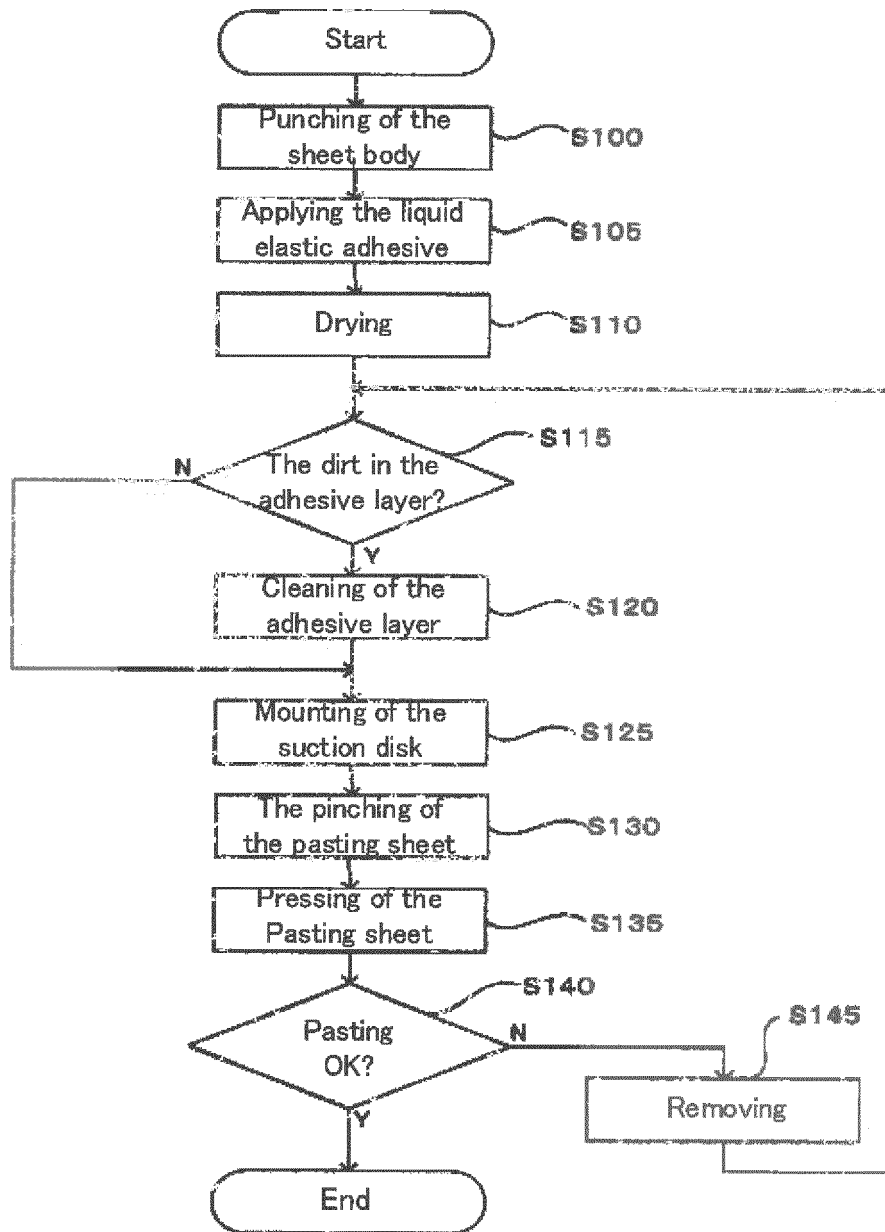 Start
Punching of the
sheet body
S100
Applying the liquid
elastic adhesive
S105
Drying
S110
S115
N
The dirt in the
adhesive layer?
Y
Cleaning of the
adhesive layer
S120
Mounting of the
suction disk
S125
The pinching of
the pasting sheet
S130
Pressing of the
Pasting sheet
S135
S140
Pasting
OK?
N
S145
Removing
Y
End